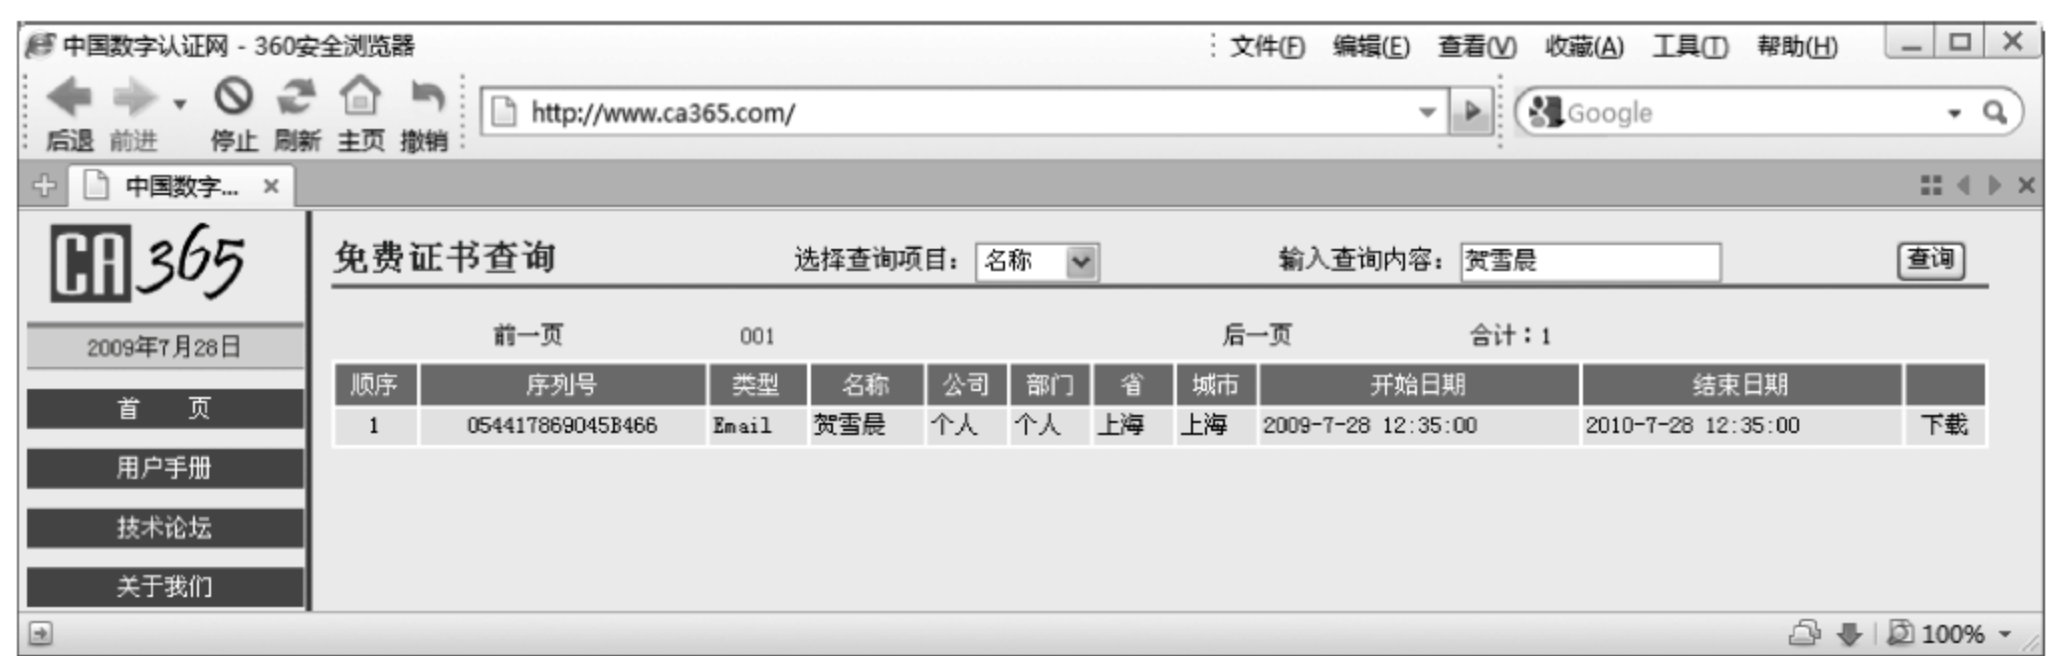 中国数字认证网 - 360安全浏览器 文件(F) 编辑(E) 查看(V) 收藏(A) 工具(T) 帮助(H)
后退 前进 停止 刷新 主页 撤销 http://www.ca365.com/ Google
中国数字...
CA365
2009年7月28日
首 页
用户手册
技术论坛
关于我们
免费证书查询 选择查询项目： 名称 输入查询内容： 贺雪晨 查询
前一页 001 后一页 合计：1
顺序 序列号 类型 名称 公司 部门 省 城市 开始日期 结束日期
1 054417869045B466 Email 贺雪晨 个人 个人 上海 上海 2009-7-28 12:35:00 2010-7-28 12:35:00 下载
100%